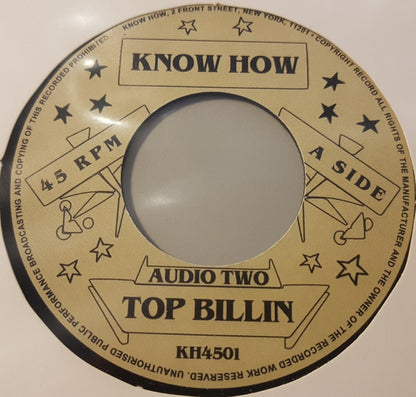 KNOW HOW, 2 FRONT STREET, NEW YORK, 11201 • COPYRIGHT RECORD ALL RIGHTS OF THE MANUFACTURER AND THE OWNER OF THE RECORDED WORK RESERVED. UNAUTHORISED PUBLIC PERFORMANCE BROADCASTING AND COPYING OF THIS RECORDED PROHIBITED.
KNOW HOW
45 RPM
A SIDE
AUDIO TWO
TOP BILLIN
KH4501